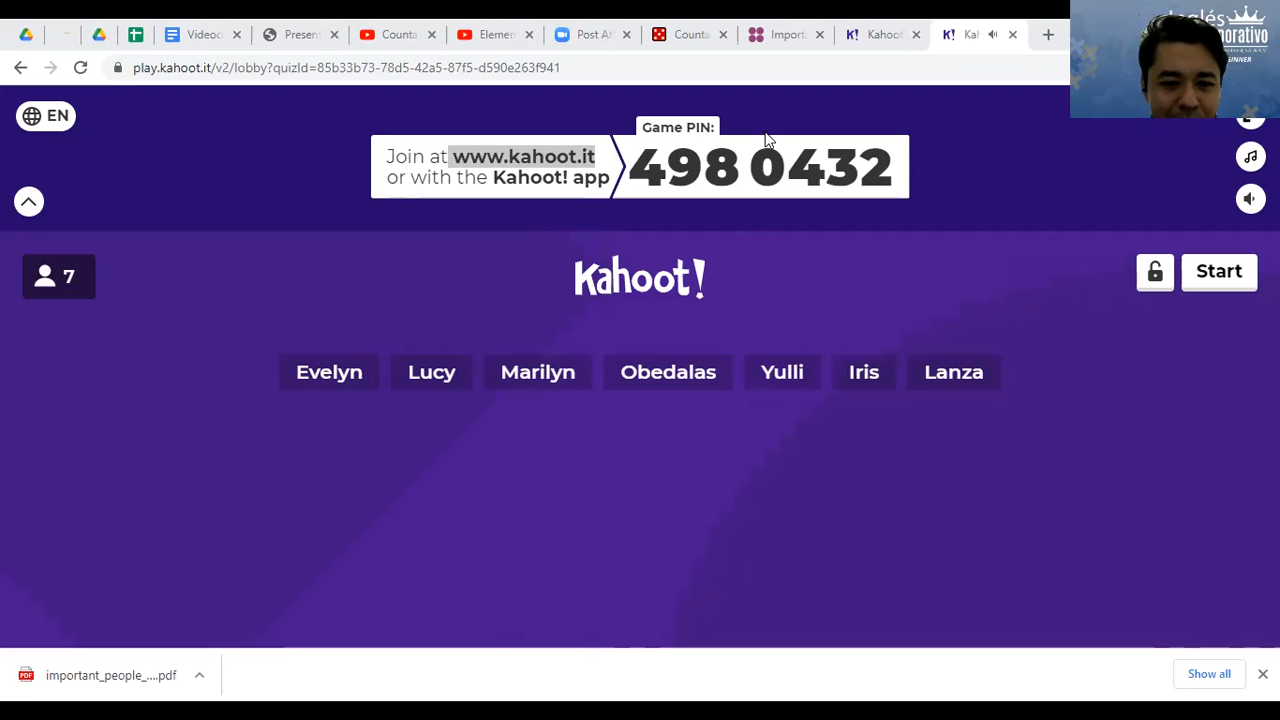 Videoc
Present
Counta
Elemen
Post At
Counta
Import
Kahoot
Kal
play.kahoot.it/v2/lobby?quizId=85b33b73-78d5-42a5-87f5-d590e263f941
EN
Game PIN:
Join at www.kahoot.it
or with the Kahoot! app
498 0432
7
Kahoot!
Start
Evelyn Lucy Marilyn Obedalas Yulli Iris Lanza
PDF important_people_....pdf
Show all